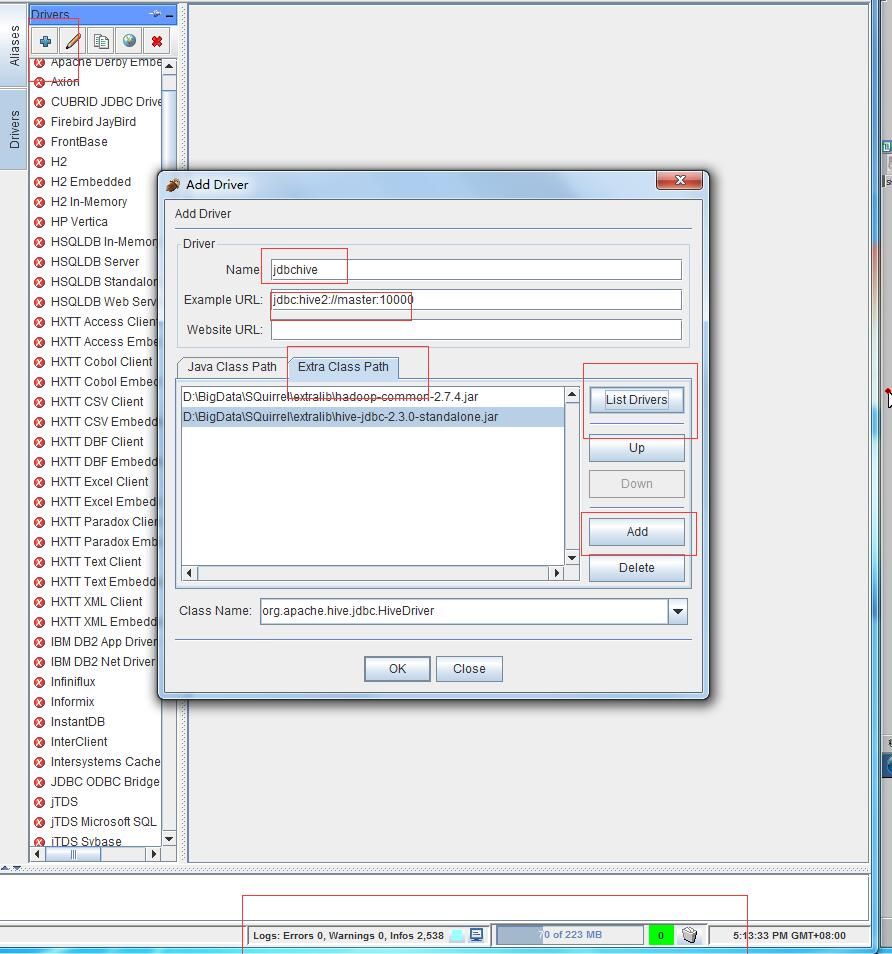 Aliases
Drivers
Drivers
Apache Derby Embe
Axion
CUBRID JDBC Drive
Firebird JayBird
FrontBase
H2
H2 Embedded
H2 In-Memory
HP Vertica
HSQLDB In-Memor
HSQLDB Server
HSQLDB Standalor
HSQLDB Web Serv
HXTT Access Clien
HXTT Access Embe
HXTT Cobol Client
HXTT Cobol Embec
HXTT CSV Client
HXTT CSV Embedd
HXTT DBF Client
HXTT DBF Embedd
HXTT Excel Client
HXTT Excel Embed
HXTT Paradox Clier
HXTT Paradox Emb
HXTT Text Client
HXTT Text Embedd
HXTT XML Client
HXTT XML Embedd
IBM DB2 App Driver
IBM DB2 Net Driver
Infiniflux
Informix
InstantDB
InterClient
Intersystems Cache
JDBC ODBC Bridge
jTDS
jTDS Microsoft SQL
jTDS Sybase
Add Driver
Add Driver
Driver
Name: jdbchive
Example URL: jdbc:hive2://master:10000
Website URL:
Java Class Path Extra Class Path
D:\BigData\SQuirrel\extralib\hadoop-common-2.7.4.jar
D:\BigData\SQuirrel\extralib\hive-jdbc-2.3.0-standalone.jar
List Drivers
Up
Down
Add
Delete
Class Name: org.apache.hive.jdbc.HiveDriver
OK Close
Logs: Errors 0, Warnings 0, Infos 2,538 70 of 223 MB 0 5:13:33 PM GMT+08:00